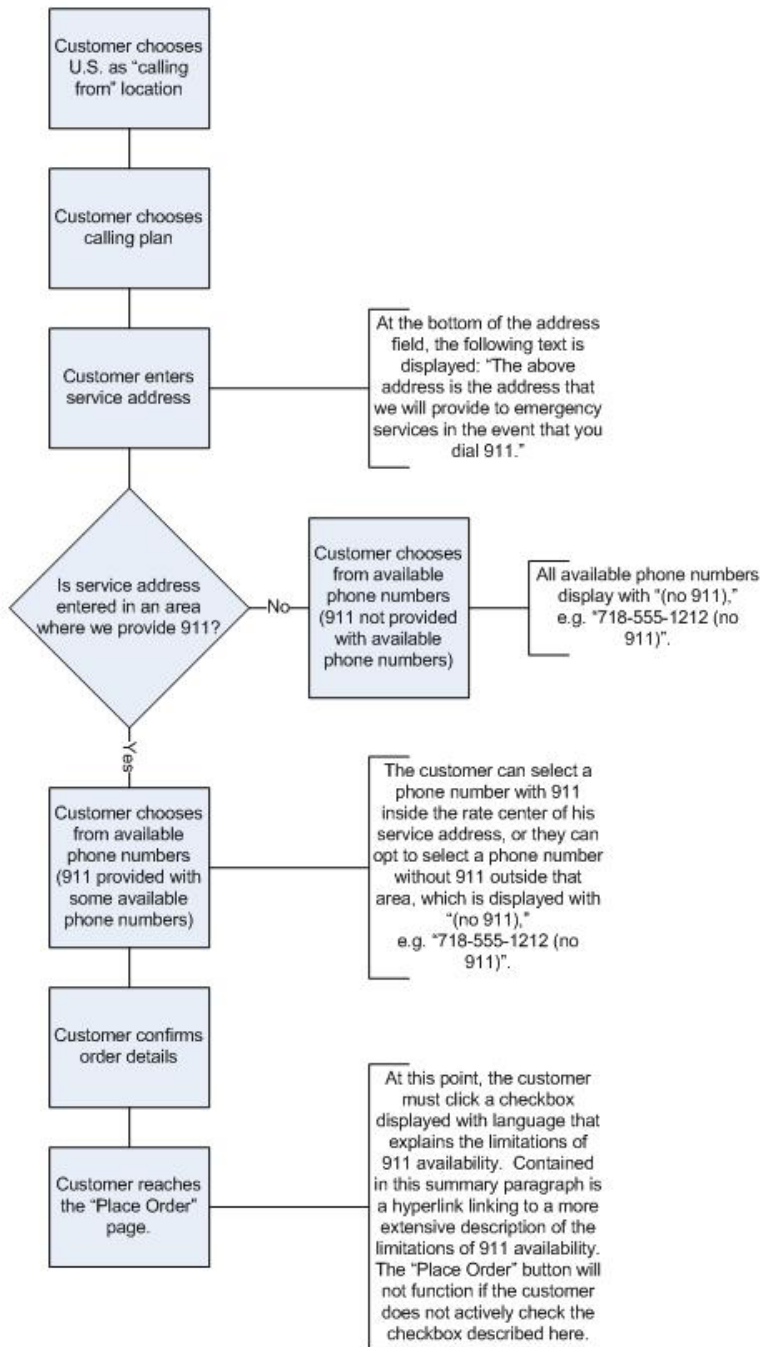 Customer chooses
U.S. as “calling
from” location
Customer chooses
calling plan
Customer enters
service address
At the bottom of the address
field, the following text is
displayed: “The above
address is the address that
we will provide to emergency
services in the event that you
dial 911.”
Is service address
entered in an area
where we provide 911?
No
Customer chooses
from available
phone numbers
(911 not provided
with available
phone numbers)
All available phone numbers
display with “(no 911),”
e.g. “718-555-1212 (no
911)”.
Yes
Customer chooses
from available
phone numbers
(911 provided with
some available
phone numbers)
The customer can select a
phone number with 911
inside the rate center of his
service address, or they can
opt to select a phone number
without 911 outside that
area, which is displayed with
“(no 911),”
e.g. “718-555-1212 (no
911)”.
Customer confirms
order details
Customer reaches
the “Place Order”
page.
At this point, the customer
must click a checkbox
displayed with language that
explains the limitations of
911 availability. Contained
in this summary paragraph is
a hyperlink linking to a more
extensive description of the
limitations of 911 availability.
The “Place Order” button will
not function if the customer
does not actively check the
checkbox described here.